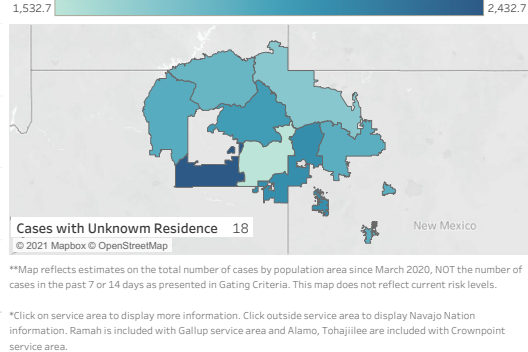 1,532.7 2,432.7
New Mexico
Cases with Unknowm Residence 18
© 2021 Mapbox © OpenStreetMap
**Map reflects estimates on the total number of cases by population area since March 2020, NOT the number of
cases in the past 7 or 14 days as presented in Gating Criteria. This map does not reflect current risk levels.
*Click on service area to display more information. Click outside service area to display Navajo Nation
information. Ramah is included with Gallup service area and Alamo, Tohajiilee are included with Crownpoint
service area.